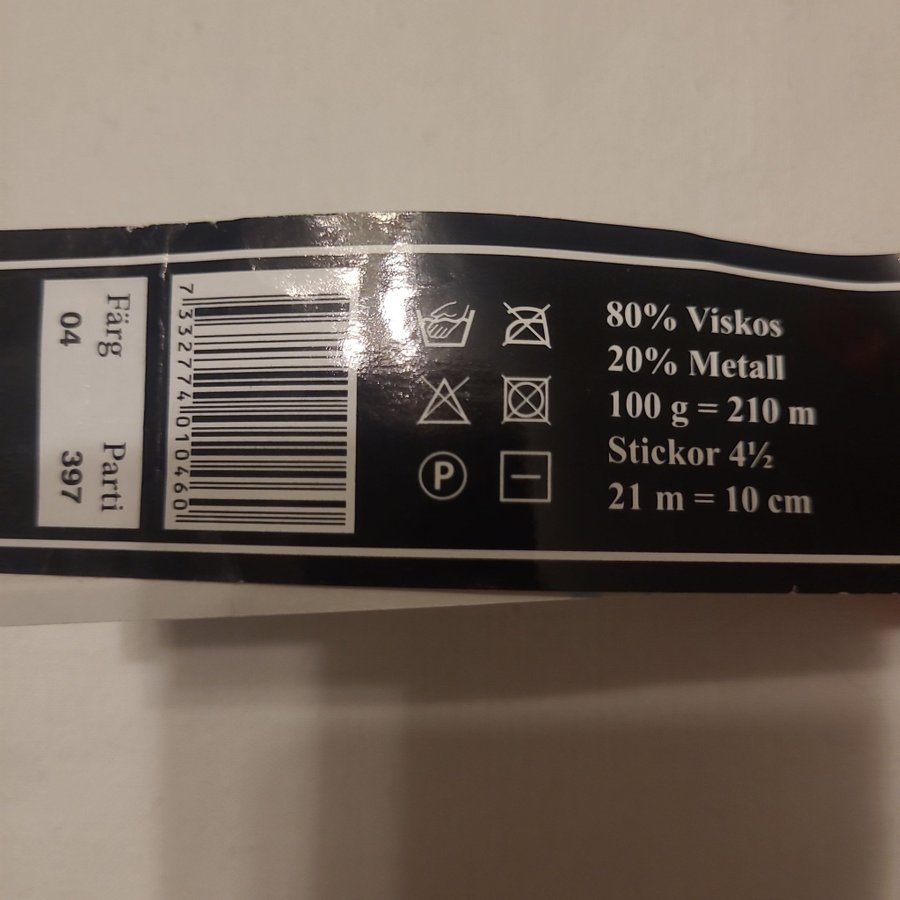 Färg Parti
04 397
7332774010460
P
80% Viskos
20% Metall
100 g = 210 m
Stickor 4½
21 m = 10 cm